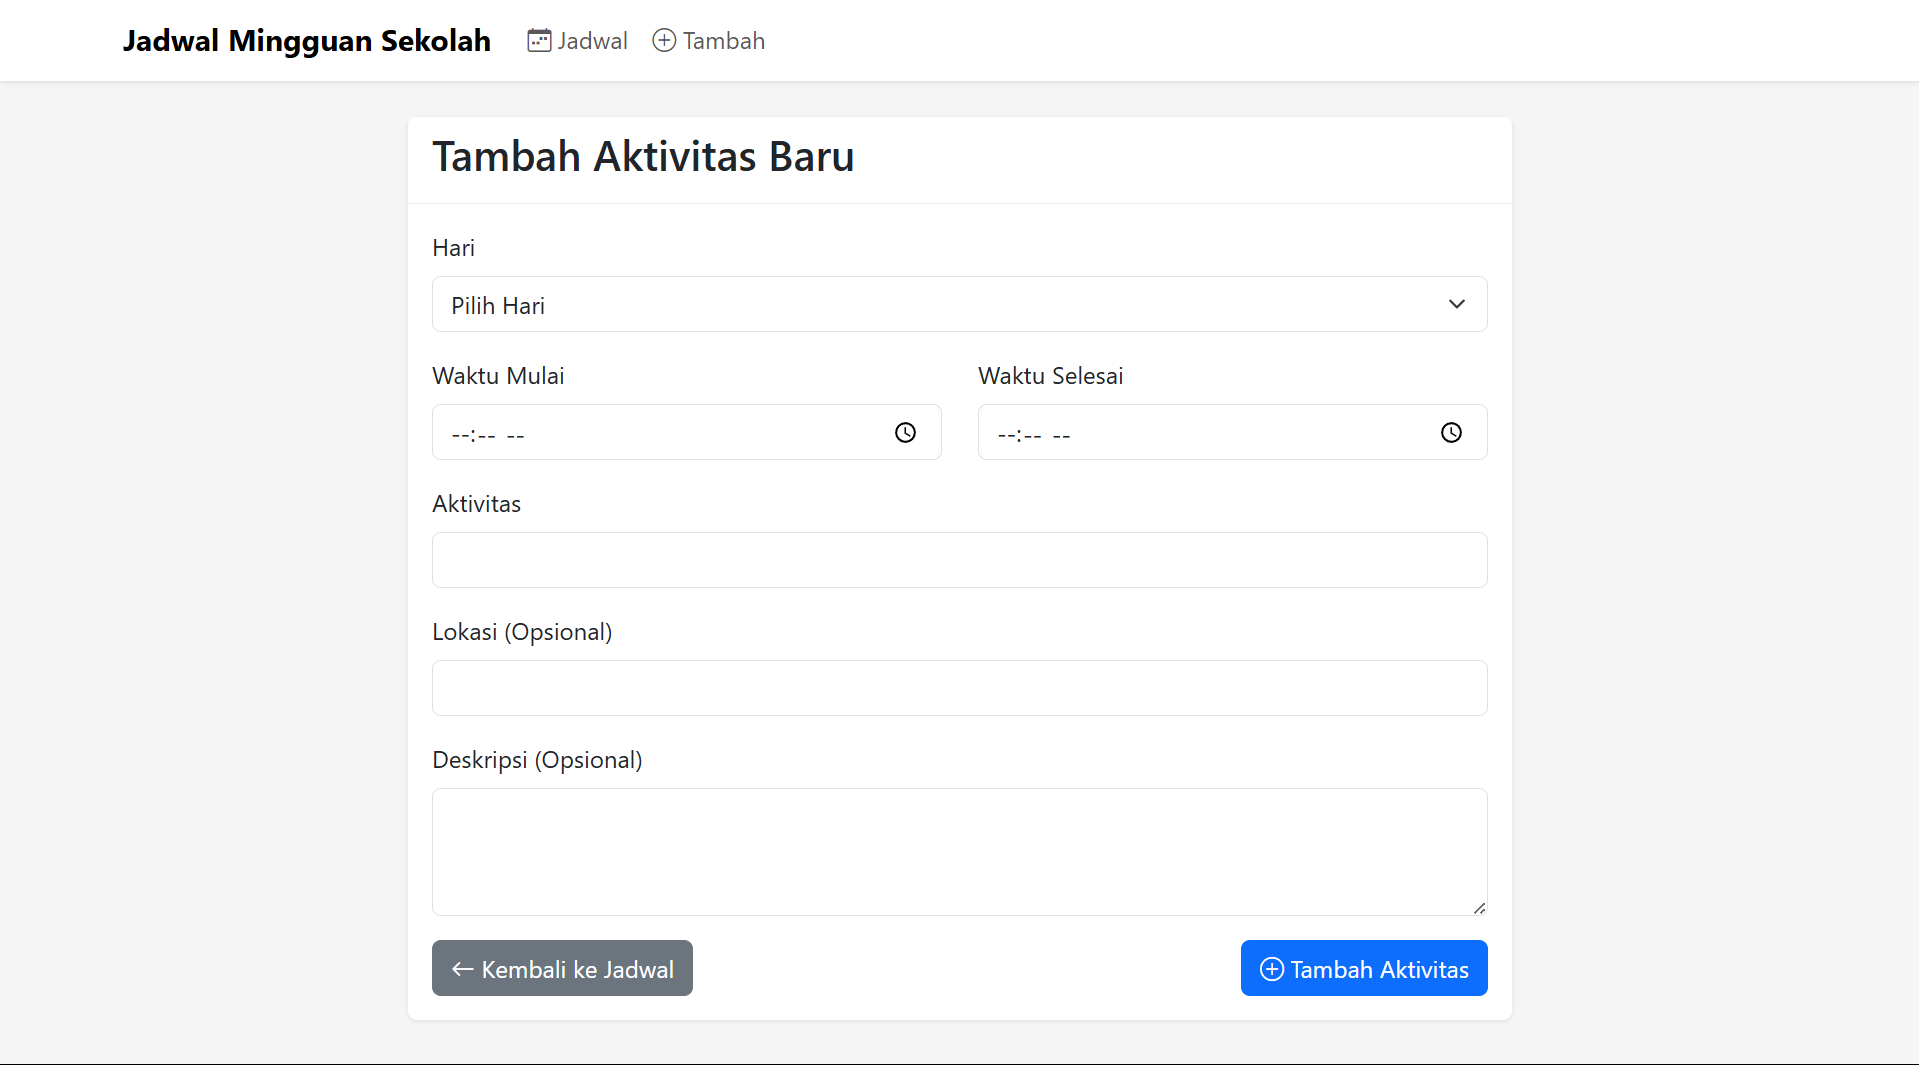 Jadwal Mingguan Sekolah Jadwal Tambah
Tambah Aktivitas Baru
Hari
Pilih Hari
Waktu Mulai Waktu Selesai
--:-- -- --:-- --
Aktivitas
Lokasi (Opsional)
Deskripsi (Opsional)
Kembali ke Jadwal Tambah Aktivitas